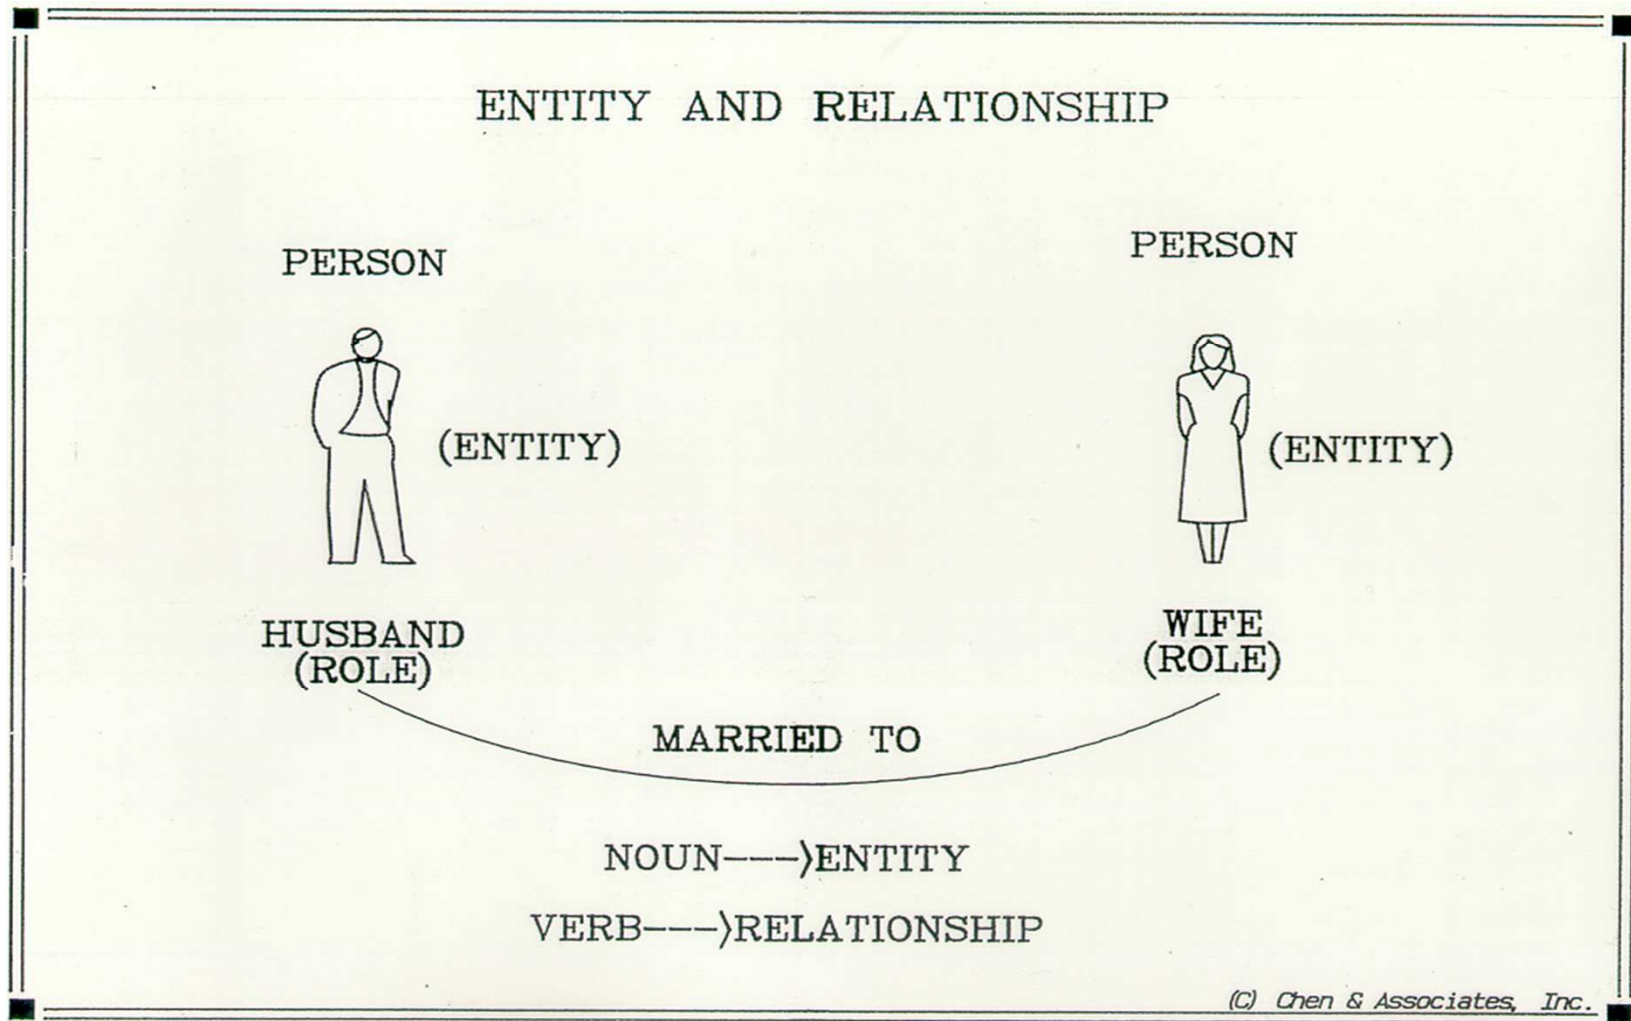 ENTITY AND RELATIONSHIP
PERSON
PERSON
(ENTITY)
(ENTITY)
HUSBAND
(ROLE)
WIFE
(ROLE)
MARRIED TO
NOUN--->ENTITY
VERB--->RELATIONSHIP
(C) Chen & Associates, Inc.